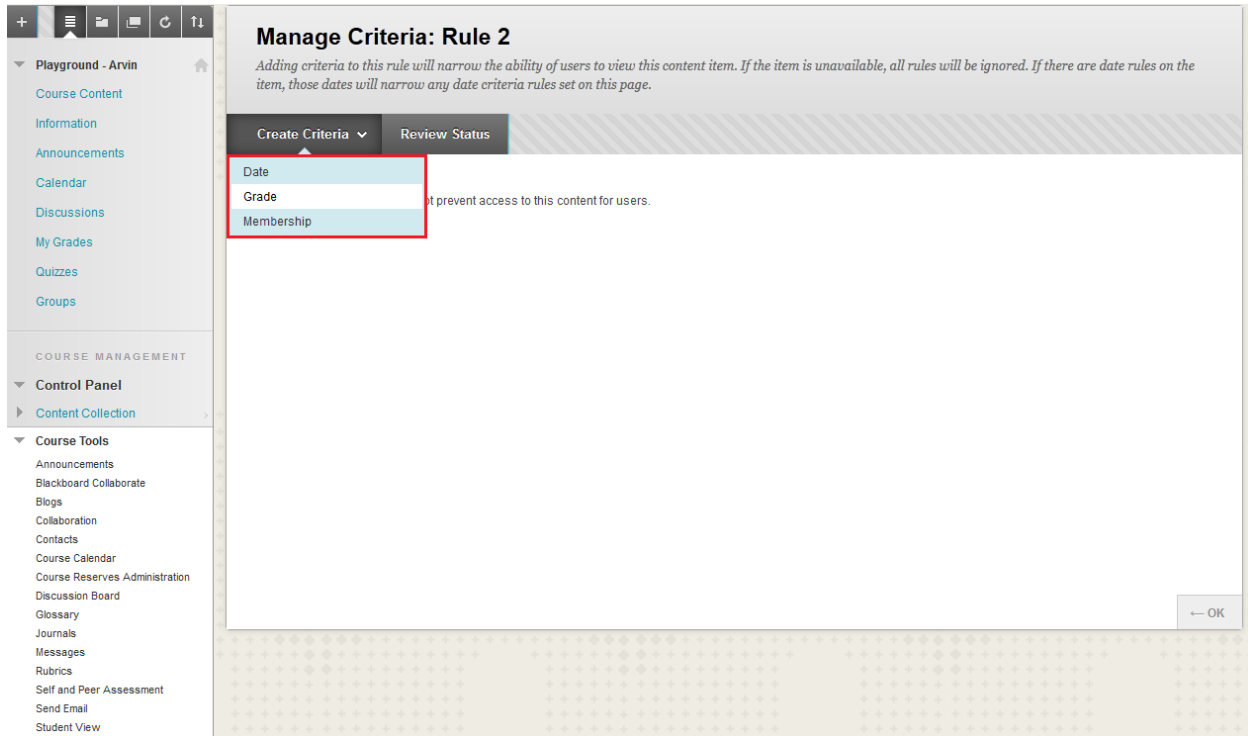 Playground - Arvin
Course Content
Information
Announcements
Calendar
Discussions
My Grades
Quizzes
Groups
COURSE MANAGEMENT
Control Panel
Content Collection
Course Tools
Announcements
Blackboard Collaborate
Blogs
Collaboration
Contacts
Course Calendar
Course Reserves Administration
Discussion Board
Glossary
Journals
Messages
Rubrics
Self and Peer Assessment
Send Email
Student View
Manage Criteria: Rule 2
Adding criteria to this rule will narrow the ability of users to view this content item. If the item is unavailable, all rules will be ignored. If there are date rules on the
item, those dates will narrow any date criteria rules set on this page.
Create Criteria Review Status
Date
Grade
Membership
prevent access to this content for users.
← OK